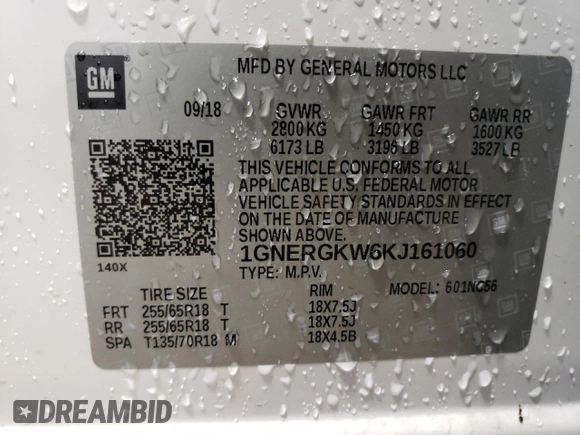 GM
MFD BY GENERAL MOTORS LLC
09/18 GVWR GAWR FRT GAWR RR
2800 KG 1450 KG 1600 KG
6173 LB 3196 LB 3527 LB
THIS VEHICLE CONFORMS TO ALL
APPLICABLE U.S. FEDERAL MOTOR
VEHICLE SAFETY STANDARDS IN EFFECT
ON THE DATE OF MANUFACTURE
SHOWN ABOVE.
1GNERGKW6KJ161060
140X
TYPE: M.P.V. MODEL: 601NC56
TIRE SIZE RIM
FRT 255/65R18 T 18X7.5J
RR 255/65R18 T 18X7.5J
SPA T135/70R18 M 18X4.5B
DREAMBID